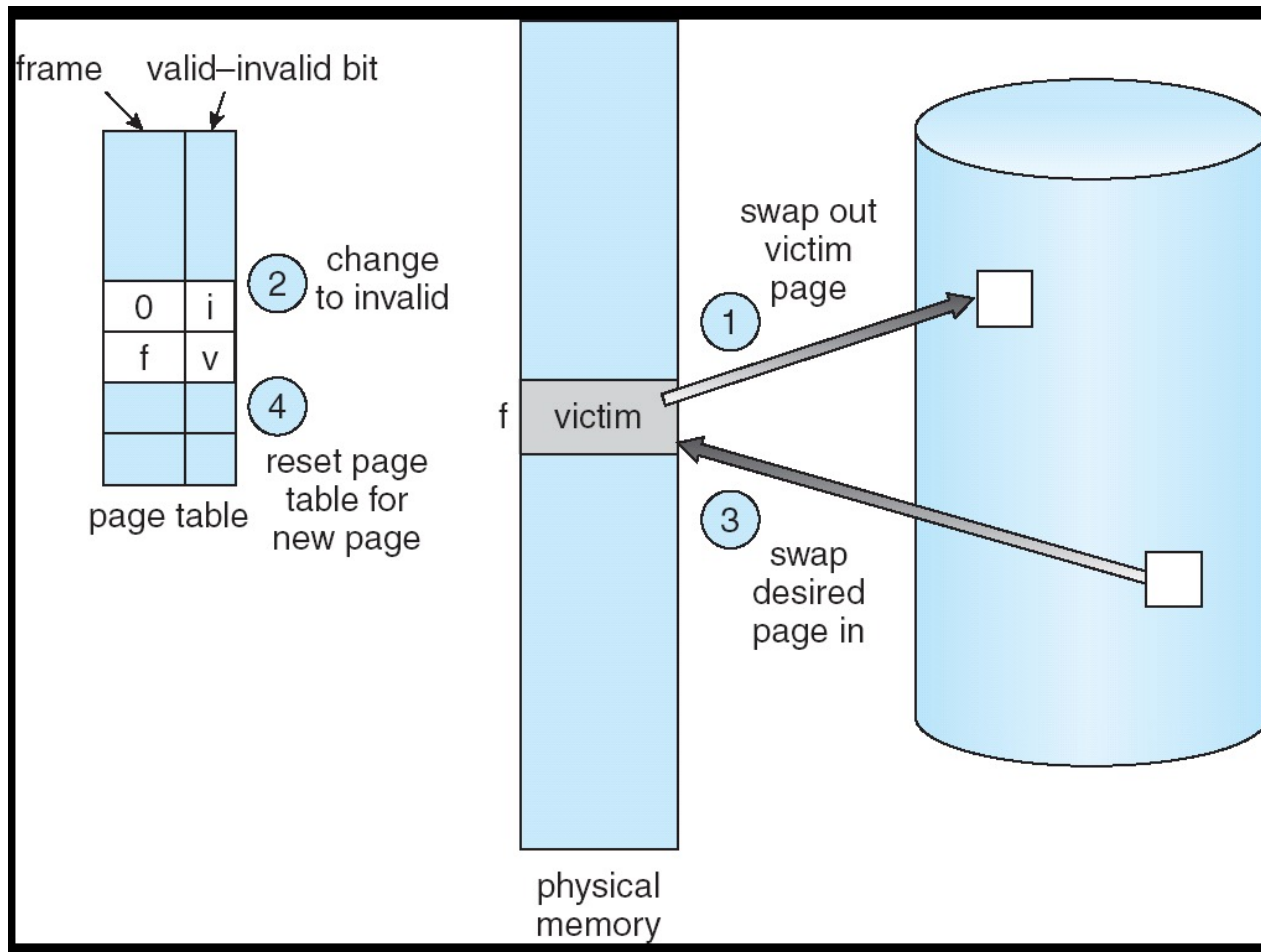 frame
valid–invalid bit
0
i
f
v
2
change
to invalid
4
reset page
table for
new page
page table
f
victim
physical
memory
1
swap out
victim
page
3
swap
desired
page in